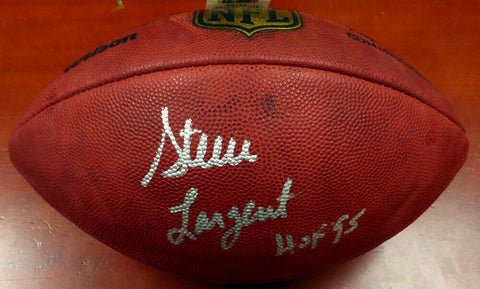 NFL
Wilson
Steve
Largent
HOF 95